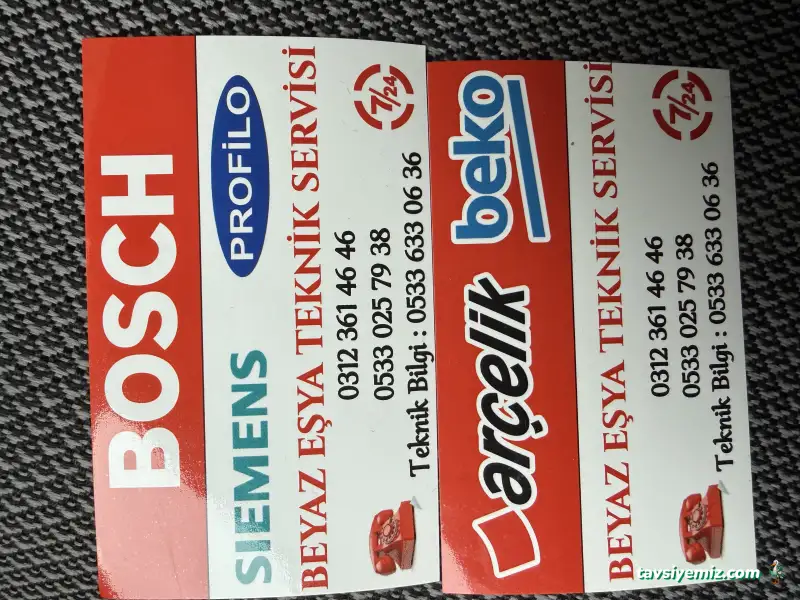 BOSCH
SIEMENS PROFİLO
BEYAZ EŞYA TEKNİK SERVİSİ
7/24
0312 361 46 46
0533 025 79 38
Teknik Bilgi : 0533 633 06 36
arçelik beko
BEYAZ EŞYA TEKNİK SERVİSİ
7/24
0312 361 46 46
0533 025 79 38
Teknik Bilgi : 0533 633 06 36
tavsiyemiz.com